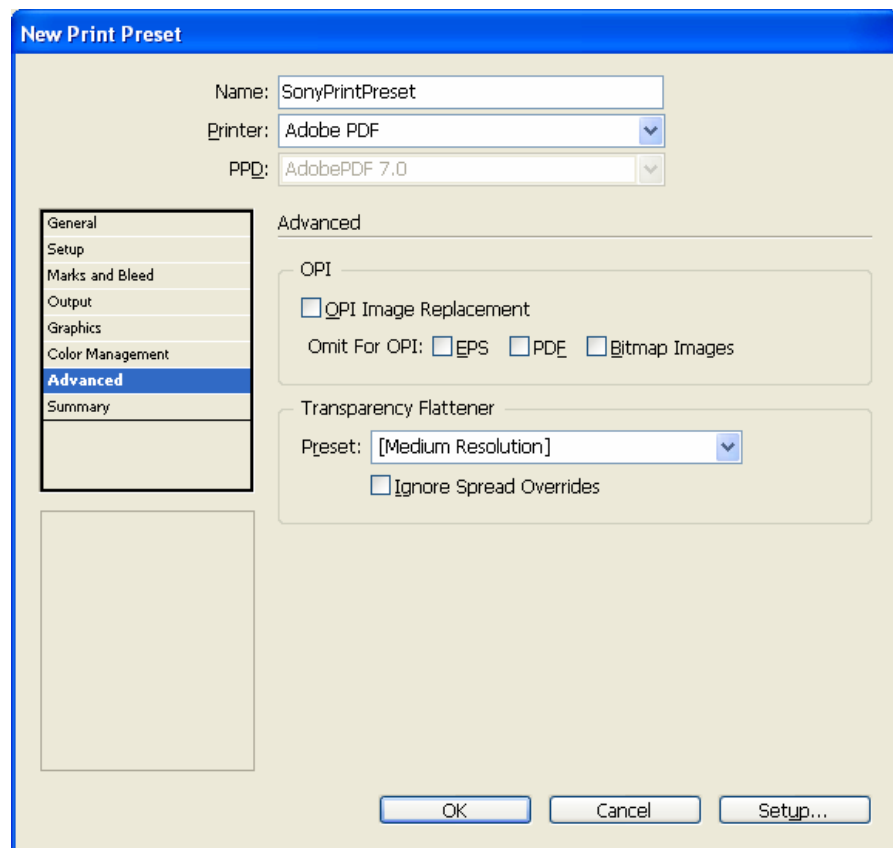 New Print Preset
Name: SonyPrintPreset
Printer: Adobe PDF
PPD: AdobePDF 7.0
General
Setup
Marks and Bleed
Output
Graphics
Color Management
Advanced
Summary
Advanced
OPI
OPI Image Replacement
Omit For OPI: EPS PDF Bitmap Images
Transparency Flattener
Preset: [Medium Resolution]
Ignore Spread Overrides
OK Cancel Setup...